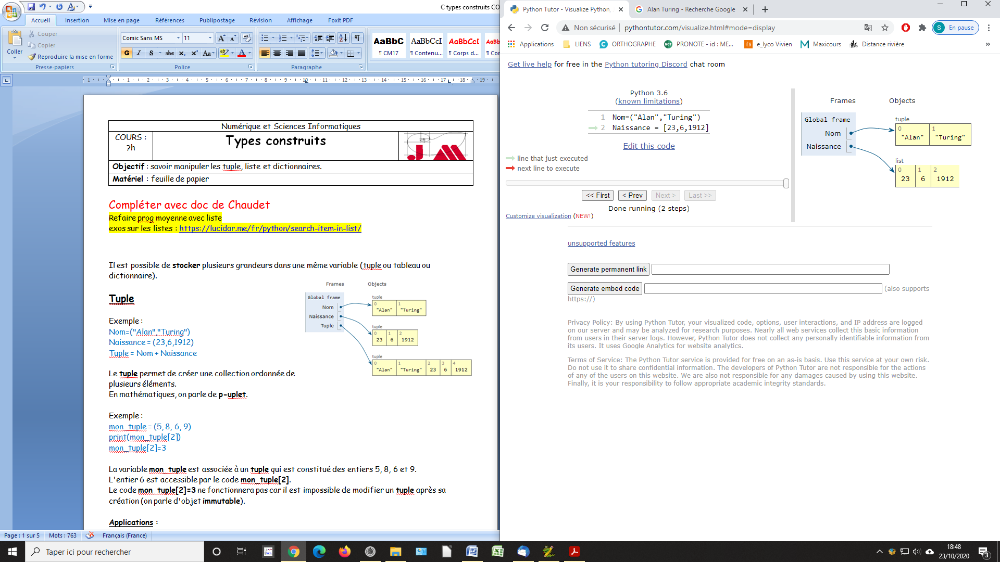 C types construits CO
Accueil Insertion Mise en page Références Publipostage Révision Affichage Foxit PDF
Coller
Couper
Copier
Reproduire la mise en forme
Presse-papiers
Comic Sans MS 11
G I S abc x₂ x² Aa
Police
Paragraphe
AaBbC AaBbCcI AaBbCcI AaBb
¶ CM17 ¶ Contenu... ¶ Corps d... ¶ Cor
1 1 2 3 4 5 6 7 8 9 10 11 12 13 14 15 16 17 18 19
Numérique et Sciences Informatiques
COURS :
?h
Types construits
JM
Objectif : savoir manipuler les tuple, liste et dictionnaires.
Matériel : feuille de papier
Compléter avec doc de Chaudet
Refaire prog moyenne avec liste
exos sur les listes : https://lucidar.me/fr/python/search-item-in-list/
Il est possible de stocker plusieurs grandeurs dans une même variable (tuple ou tableau ou
dictionnaire).
Tuple
Exemple :
Nom=("Alan","Turing")
Naissance = (23,6,1912)
Tuple = Nom + Naissance
Frames Objects
Global frame
Nom
Naissance
Tuple
tuple
0 1
"Alan" "Turing"
tuple
0 1 2
23 6 1912
tuple
0 1 2 3 4
"Alan" "Turing" 23 6 1912
Le tuple permet de créer une collection ordonnée de
plusieurs éléments.
En mathématiques, on parle de p-uplet.
Exemple :
mon_tuple = (5, 8, 6, 9)
print(mon_tuple[2])
mon_tuple[2]=3
La variable mon_tuple est associée à un tuple qui est constitué des entiers 5, 8, 6 et 9.
L'entier 6 est accessible par le code mon_tuple[2].
Le code mon_tuple[2]=3 ne fonctionnera pas car il est impossible de modifier un tuple après sa
création (on parle d'objet immutable).
Applications :
Page : 1 sur 5 Mots : 763 Français (France)
Python Tutor - Visualize Python, Alan Turing - Recherche Google
Non sécurisé pythontutor.com/visualize.html#mode=display
S En pause
Applications LIENS ORTHOGRAPHE PRONOTE - id : ME... e_lyco Vivien Maxicours Distance rivière »
Get live help for free in the Python tutoring Discord chat room
Python 3.6
(known limitations)
1 Nom=("Alan","Turing")
2 Naissance = [23,6,1912]
Edit this code
line that just executed
next line to execute
<< First < Prev Next > Last >>
Done running (2 steps)
Customize visualization (NEW!)
Frames Objects
Global frame
Nom
Naissance
tuple
0 1
"Alan" "Turing"
list
0 1 2
23 6 1912
unsupported features
Generate permanent link
Generate embed code (also supports
https://)
Privacy Policy: By using Python Tutor, your visualized code, options, user interactions, and IP address are logged
on our server and may be analyzed for research purposes. Nearly all web services collect this basic information
from users in their server logs. However, Python Tutor does not collect any personally identifiable information from
its users. It uses Google Analytics for website analytics.
Terms of Service: The Python Tutor service is provided for free on an as-is basis. Use this service at your own risk.
Do not use it to share confidential information. The developers of Python Tutor are not responsible for the actions
of any of the users on this website. We are also not responsible for any damages caused by using this website.
Finally, it is your responsibility to follow appropriate academic integrity standards.
Taper ici pour rechercher
18:48
23/10/2020
3